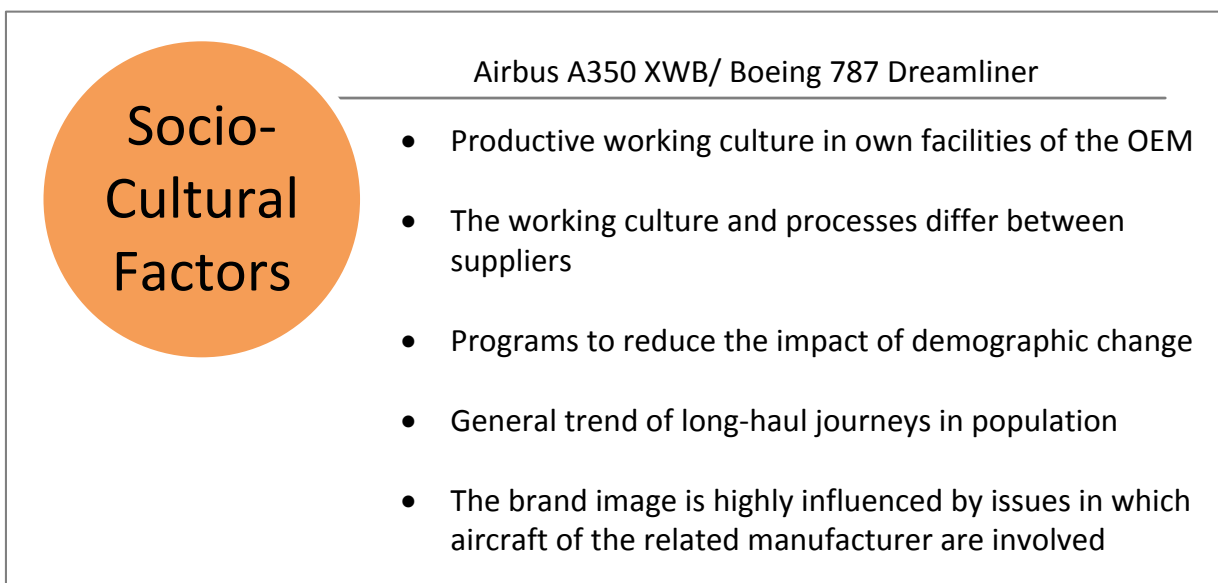 Socio-
Cultural
Factors
Airbus A350 XWB/ Boeing 787 Dreamliner
• Productive working culture in own facilities of the OEM
• The working culture and processes differ between
suppliers
• Programs to reduce the impact of demographic change
• General trend of long-haul journeys in population
• The brand image is highly influenced by issues in which
aircraft of the related manufacturer are involved